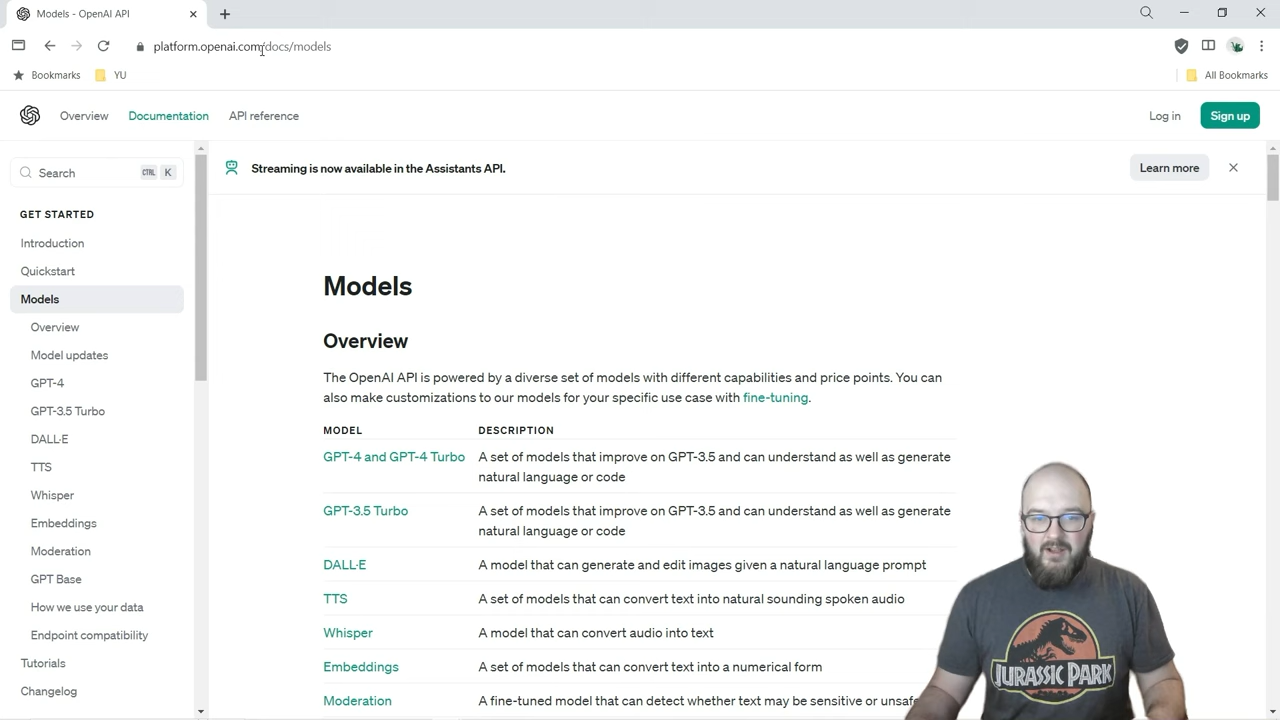 Models - OpenAI API
platform.openai.com/docs/models
Bookmarks
YU
All Bookmarks
Overview
Documentation
API reference
Log in
Sign up
Search
CTRL
K
Streaming is now available in the Assistants API.
Learn more
GET STARTED
Introduction
Quickstart
Models
Overview
Model updates
GPT-4
GPT-3.5 Turbo
DALL·E
TTS
Whisper
Embeddings
Moderation
GPT Base
How we use your data
Endpoint compatibility
Tutorials
Changelog
Models
Overview
The OpenAI API is powered by a diverse set of models with different capabilities and price points. You can
also make customizations to our models for your specific use case with fine-tuning.
MODEL DESCRIPTION
GPT-4 and GPT-4 Turbo A set of models that improve on GPT-3.5 and can understand as well as generate
natural language or code
GPT-3.5 Turbo A set of models that improve on GPT-3.5 and can understand as well as generate
natural language or code
DALL·E A model that can generate and edit images given a natural language prompt
TTS A set of models that can convert text into natural sounding spoken audio
Whisper A model that can convert audio into text
Embeddings A set of models that can convert text into a numerical form
Moderation A fine-tuned model that can detect whether text may be sensitive or unsafe
JURASSIC PARK